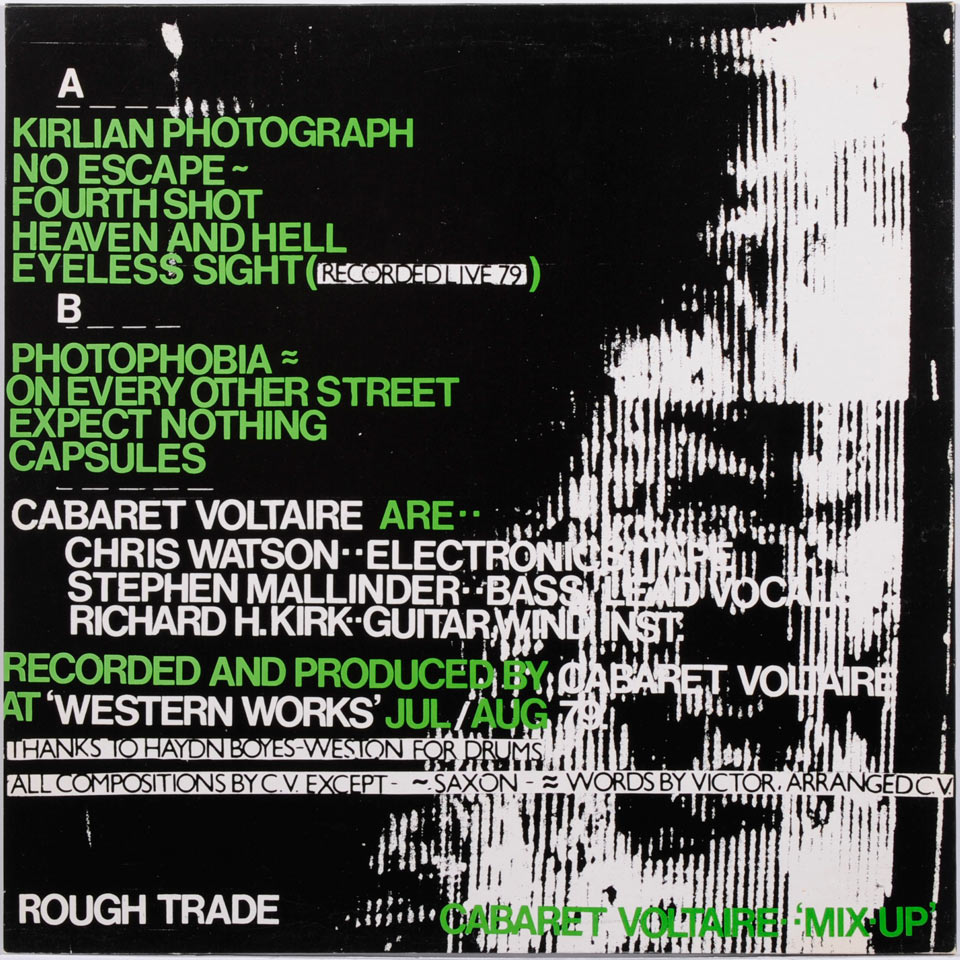 A
KIRLIAN PHOTOGRAPH
NO ESCAPE ~
FOURTH SHOT
HEAVEN AND HELL
EYELESS SIGHT (RECORDED LIVE 79)
B
PHOTOPHOBIA ≈
ON EVERY OTHER STREET
EXPECT NOTHING
CAPSULES
CABARET VOLTAIRE ARE··
CHRIS WATSON··ELECTRONICS, TAPE
STEPHEN MALLINDER··BASS, LEAD VOCALS
RICHARD H. KIRK··GUITAR, WIND INST.
RECORDED AND PRODUCED BY CABARET VOLTAIRE
AT 'WESTERN WORKS' JUL/AUG 79
THANKS TO HAYDN BOYES-WESTON FOR DRUMS
ALL COMPOSITIONS BY C.V. EXCEPT - ~ SAXON - ≈ WORDS BY VICTOR. ARRANGED C.V.
ROUGH TRADE
CABARET VOLTAIRE· 'MIX-UP'